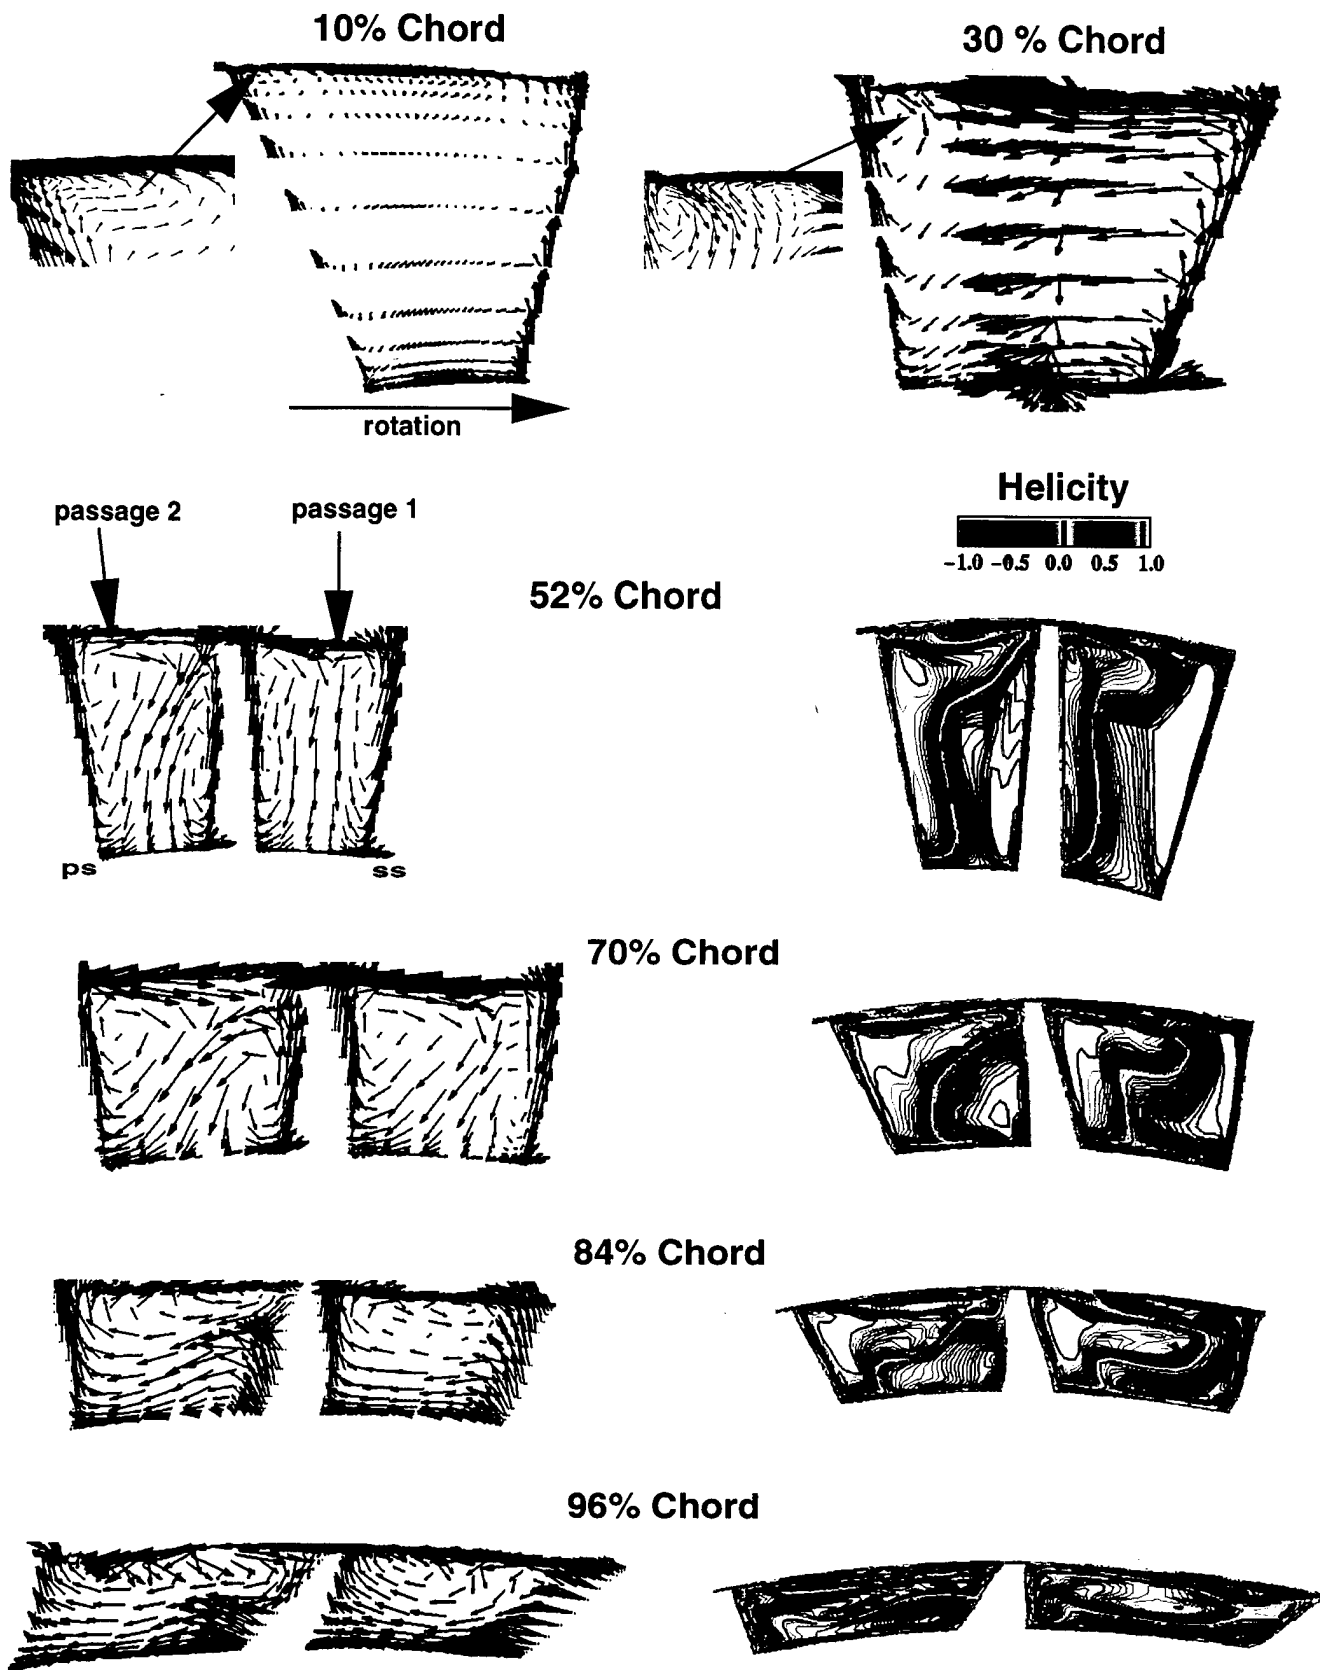 10% Chord
30 % Chord
rotation
Helicity
-1.0 -0.5 0.0 0.5 1.0
passage 2
passage 1
52% Chord
ps
ss
70% Chord
84% Chord
96% Chord